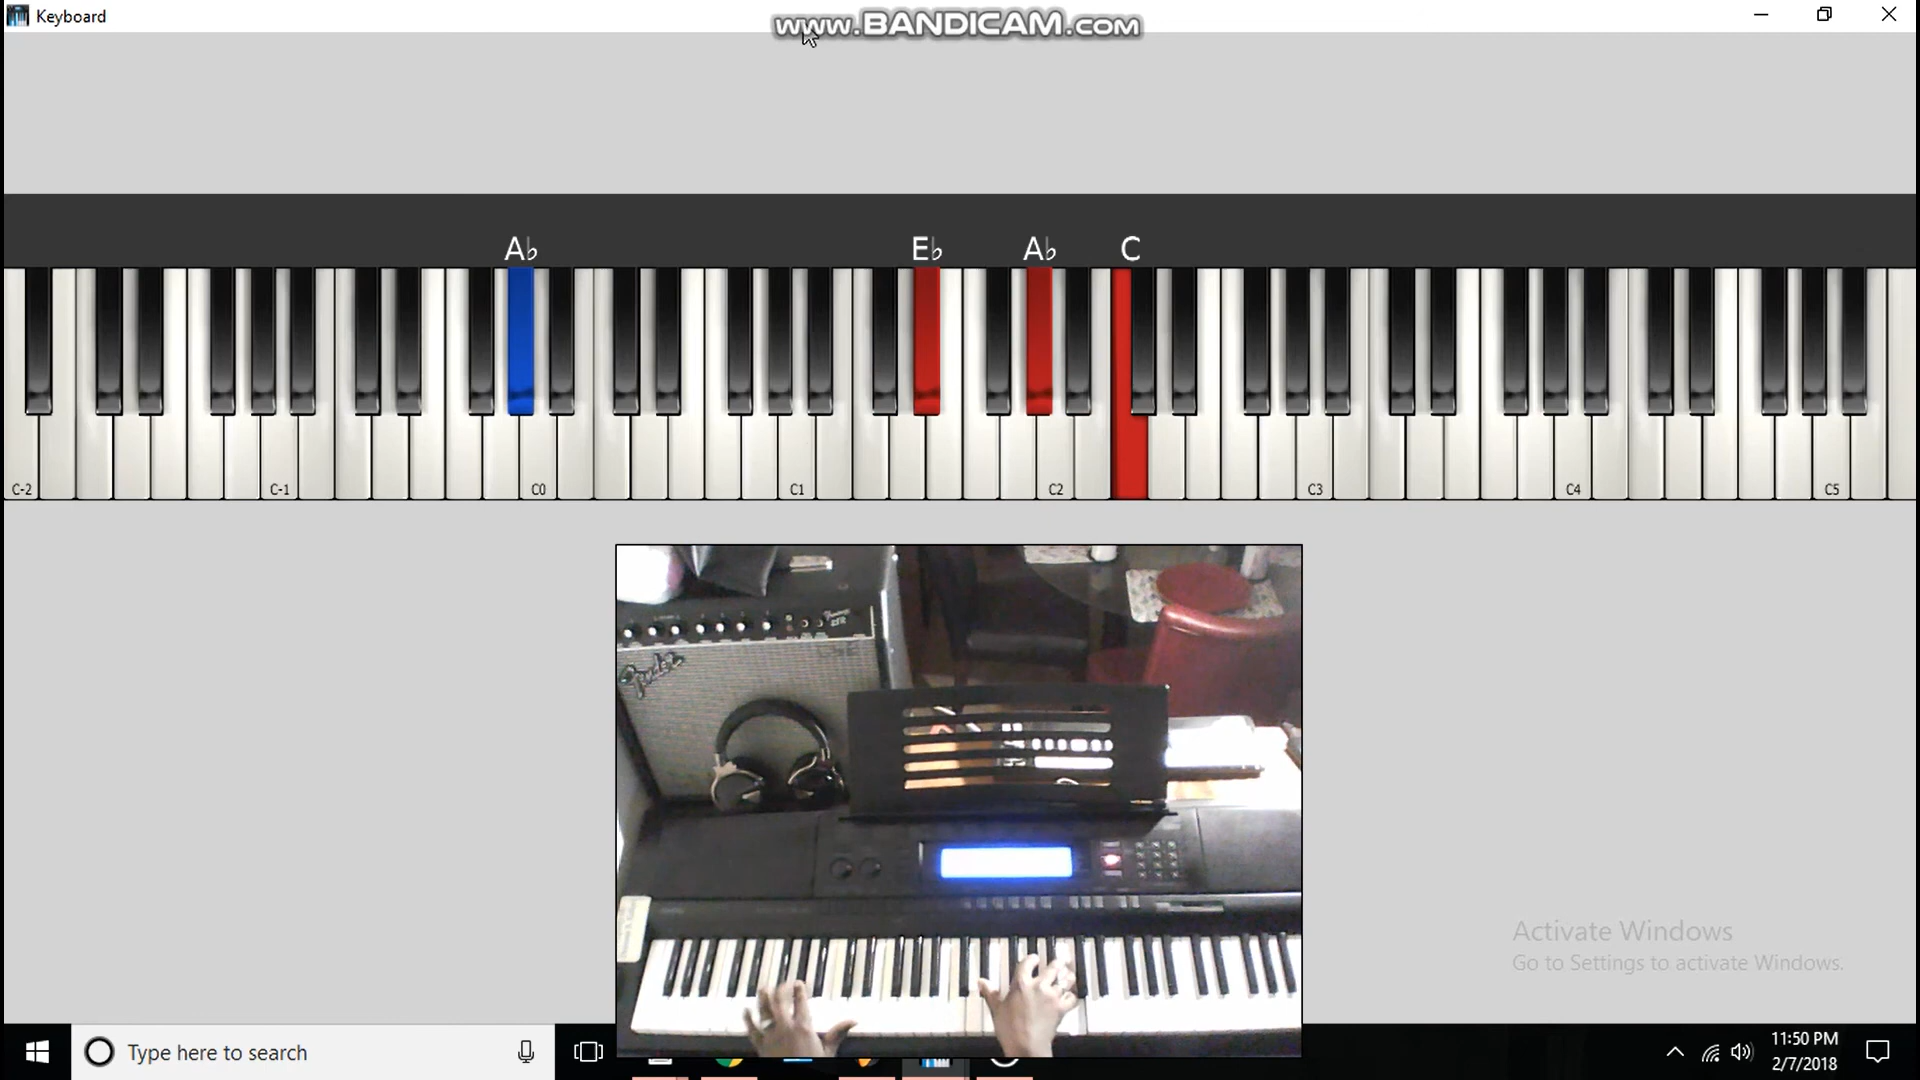 Keyboard
www.BANDICAM.com
A♭ E♭ A♭ C
C-2 C-1 C0 C1 C2 C3 C4 C5
Fender
Activate Windows
Go to Settings to activate Windows.
Type here to search
11:50 PM
2/7/2018